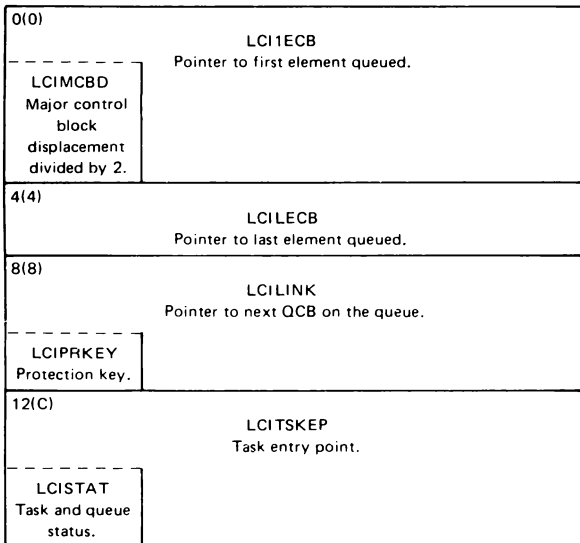 0(0)
LCI1ECB
Pointer to first element queued.
LCIMCBD
Major control
block
displacement
divided by 2.
4(4)
LCILECB
Pointer to last element queued.
8(8)
LCILINK
Pointer to next QCB on the queue.
LCIPRKEY
Protection key.
12(C)
LCITSKEP
Task entry point.
LCISTAT
Task and queue
status.